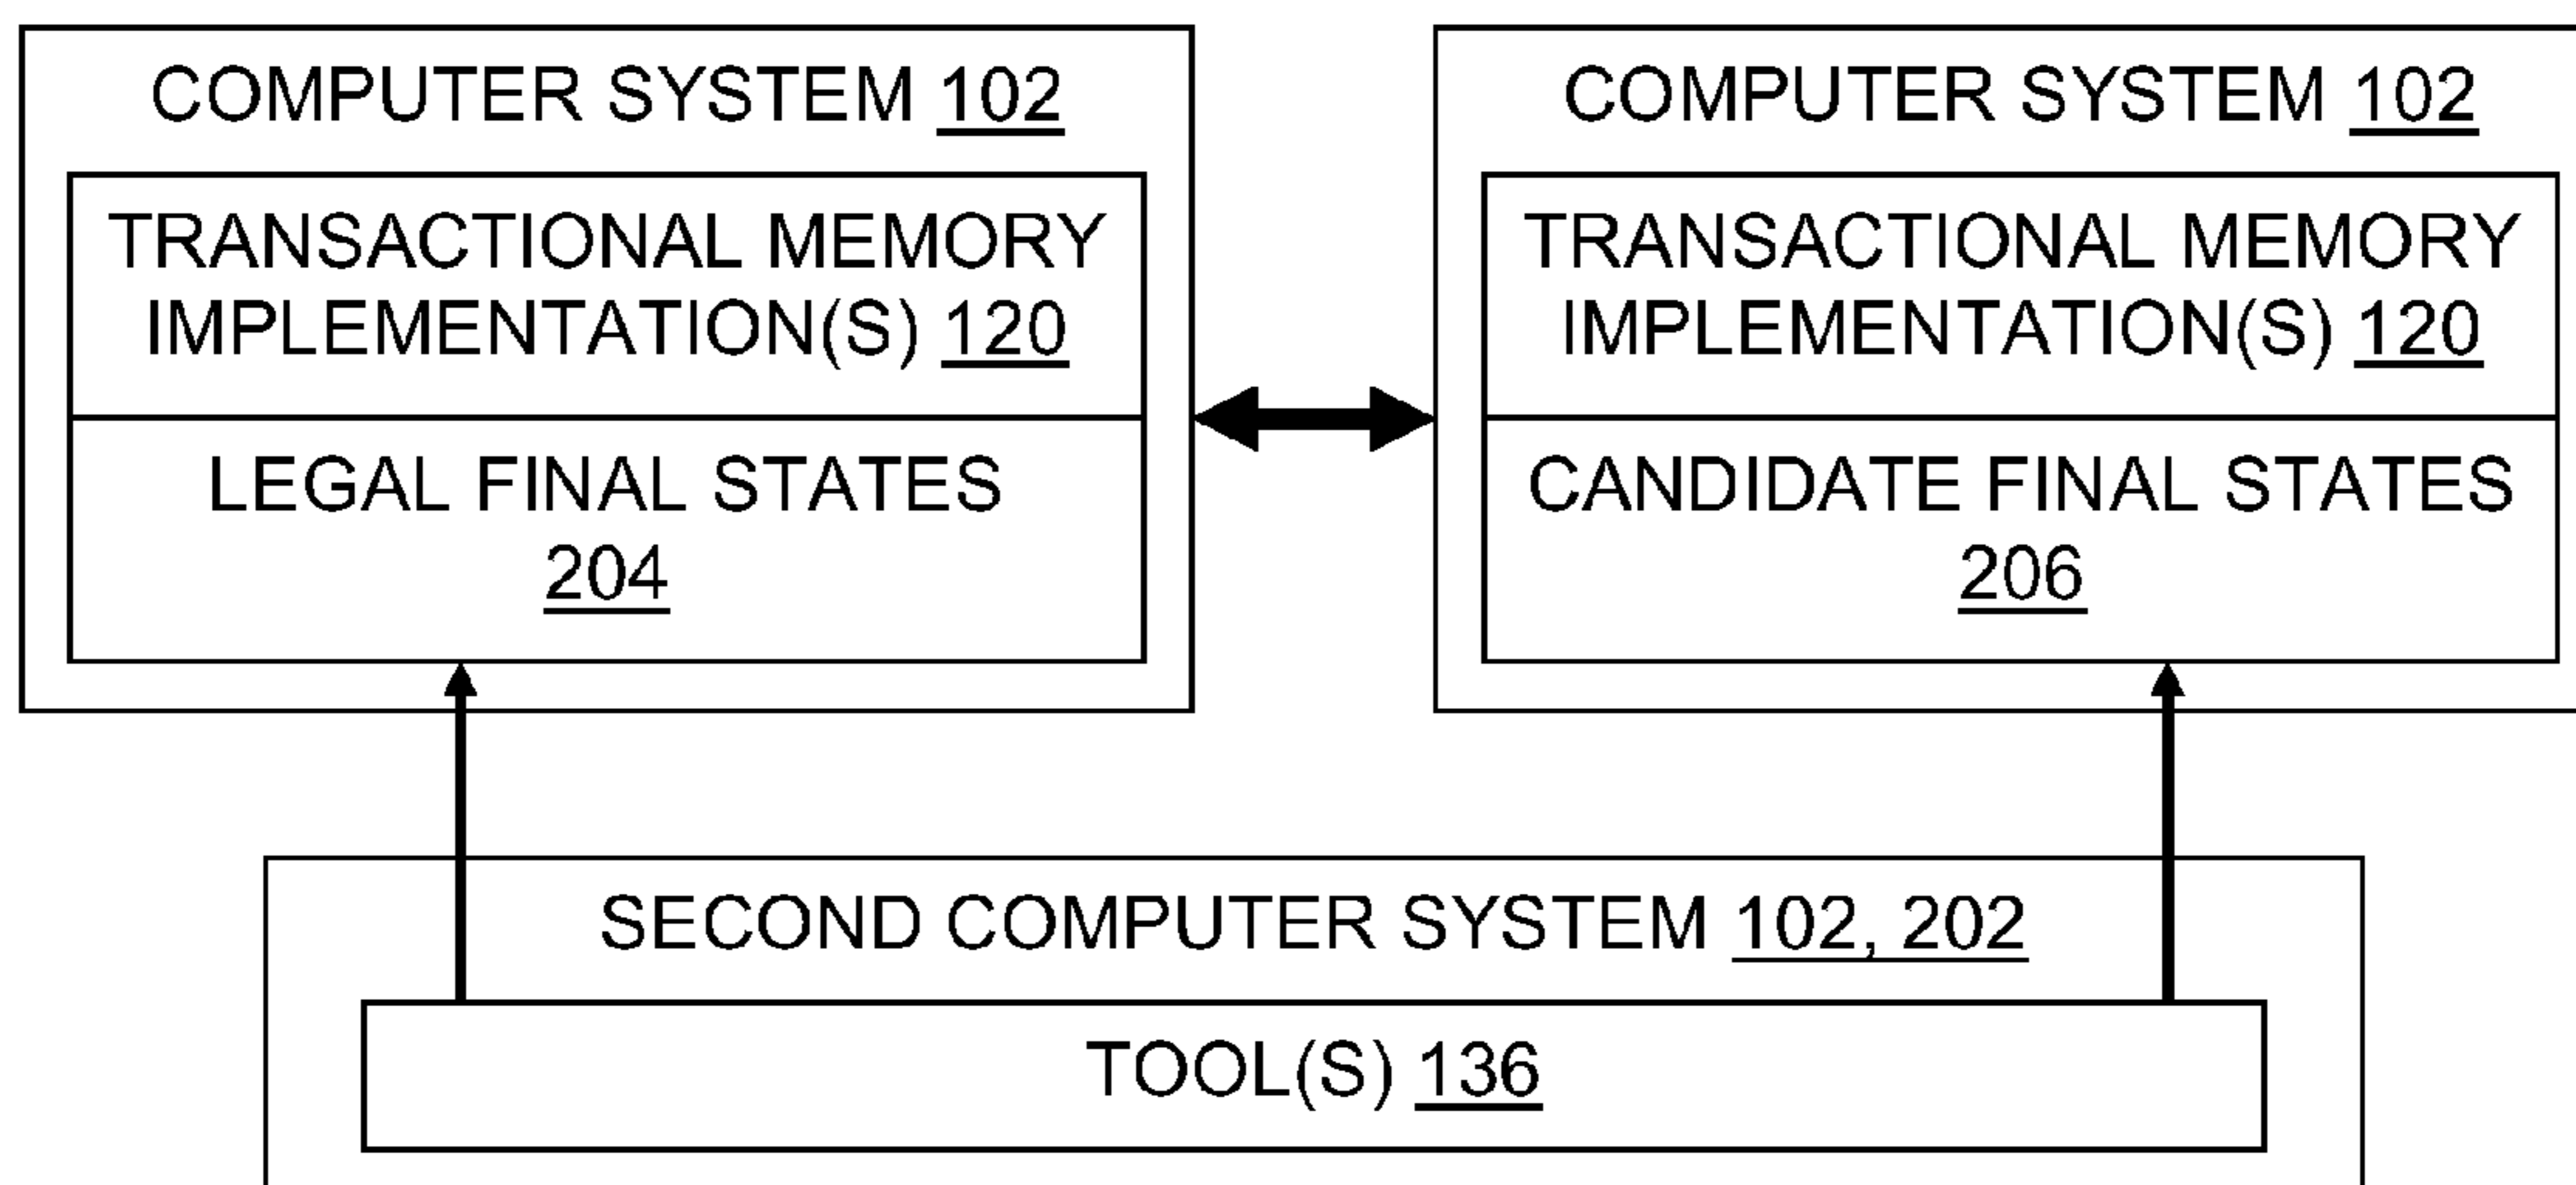 COMPUTER SYSTEM 102
TRANSACTIONAL MEMORY
IMPLEMENTATION(S) 120
LEGAL FINAL STATES
204
COMPUTER SYSTEM 102
TRANSACTIONAL MEMORY
IMPLEMENTATION(S) 120
CANDIDATE FINAL STATES
206
SECOND COMPUTER SYSTEM 102, 202
TOOL(S) 136